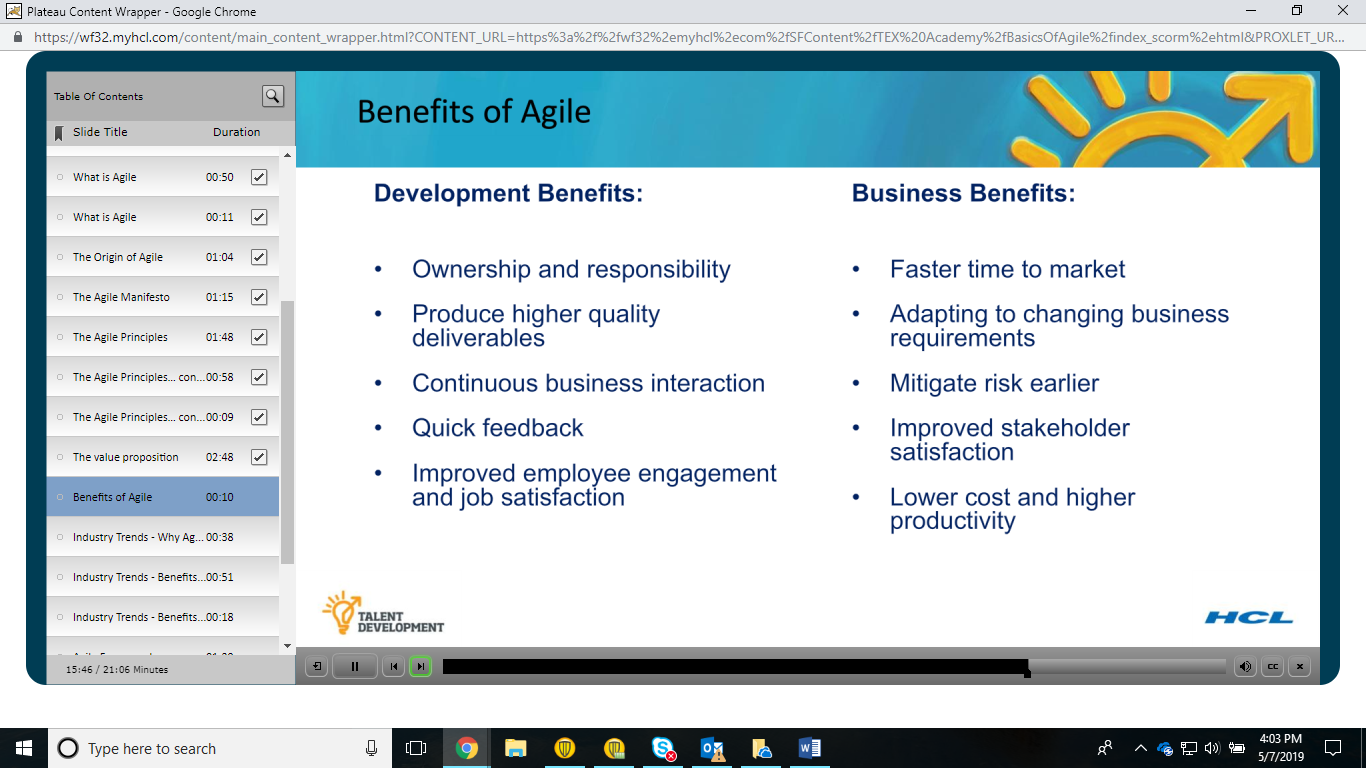 Plateau Content Wrapper - Google Chrome
https://wf32.myhcl.com/content/main_content_wrapper.html?CONTENT_URL=https%3a%2f%2fwf32%2emyhcl%2ecom%2fSFContent%2fTEX%20Academy%2fBasicsOfAgile%2findex_scorm%2ehtml&PROXLET_UR...
Table Of Contents
Slide Title Duration
What is Agile 00:50
What is Agile 00:11
The Origin of Agile 01:04
The Agile Manifesto 01:15
The Agile Principles 01:48
The Agile Principles... con...00:58
The Agile Principles... con...00:09
The value proposition 02:48
Benefits of Agile 00:10
Industry Trends - Why Ag...00:38
Industry Trends - Benefits...00:51
Industry Trends - Benefits...00:18
15:46 / 21:06 Minutes
Benefits of Agile
Development Benefits:
• Ownership and responsibility
• Produce higher quality
deliverables
• Continuous business interaction
• Quick feedback
• Improved employee engagement
and job satisfaction
Business Benefits:
• Faster time to market
• Adapting to changing business
requirements
• Mitigate risk earlier
• Improved stakeholder
satisfaction
• Lower cost and higher
productivity
TALENT
DEVELOPMENT
HCL
CC
Type here to search
4:03 PM
5/7/2019